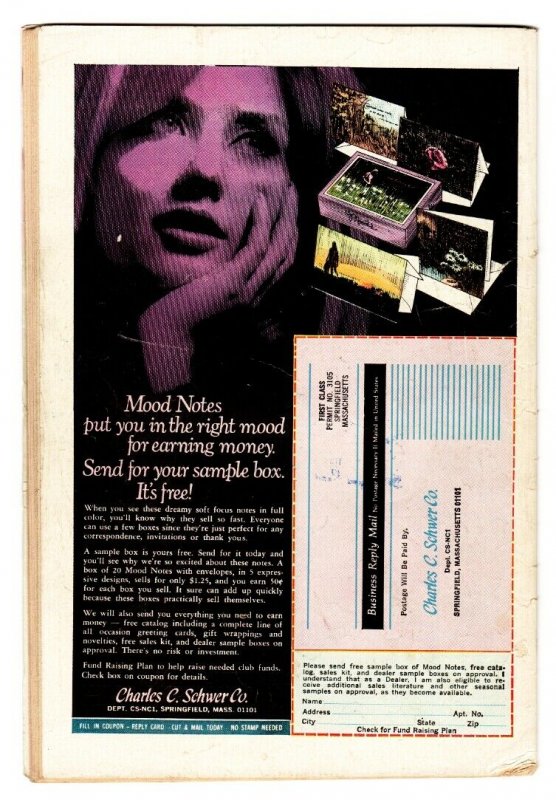 Mood Notes
put you in the right mood
for earning money.
Send for your sample box.
It's free!
When you see these dreamy soft focus notes in full
color, you'll know why they sell so fast. Everyone
can use a few boxes since they're just perfect for any
correspondence, invitations or thank yous.
A sample box is yours free. Send for it today and
you'll see why we're so excited about these notes. A
box of 20 Mood Notes with envelopes, in 5 expres-
sive designs, sells for only $1.25, and you earn 50¢
for each box you sell. It sure can add up quickly
because these boxes practically sell themselves.
We will also send you everything you need to earn
money — free catalog including a complete line of
all occasion greeting cards, gift wrappings and
novelties, free sales kit, and dealer sample boxes on
approval. There's no risk or investment.
Fund Raising Plan to help raise needed club funds.
Check box on coupon for details.
Charles C. Schwer Co.
DEPT. CS-NC1, SPRINGFIELD, MASS. 01101
FILL IN COUPON - REPLY CARD - CUT & MAIL TODAY - NO STAMP NEEDED
FIRST CLASS
PERMIT NO. 3105
SPRINGFIELD
MASSACHUSETTS
Business Reply Mail No Postage Necessary If Mailed in United States
Postage Will Be Paid By,
Charles C. Schwer Co.
Dept. CS-NC1
SPRINGFIELD, MASSACHUSETTS 01101
Please send free sample box of Mood Notes, free cata-
log, sales kit, and dealer sample boxes on approval. I
understand that as a Dealer, I am also eligible to re-
ceive additional sales literature and other seasonal
samples on approval, as they become available.
Name
Address Apt. No.
City State Zip
Check for Fund Raising Plan